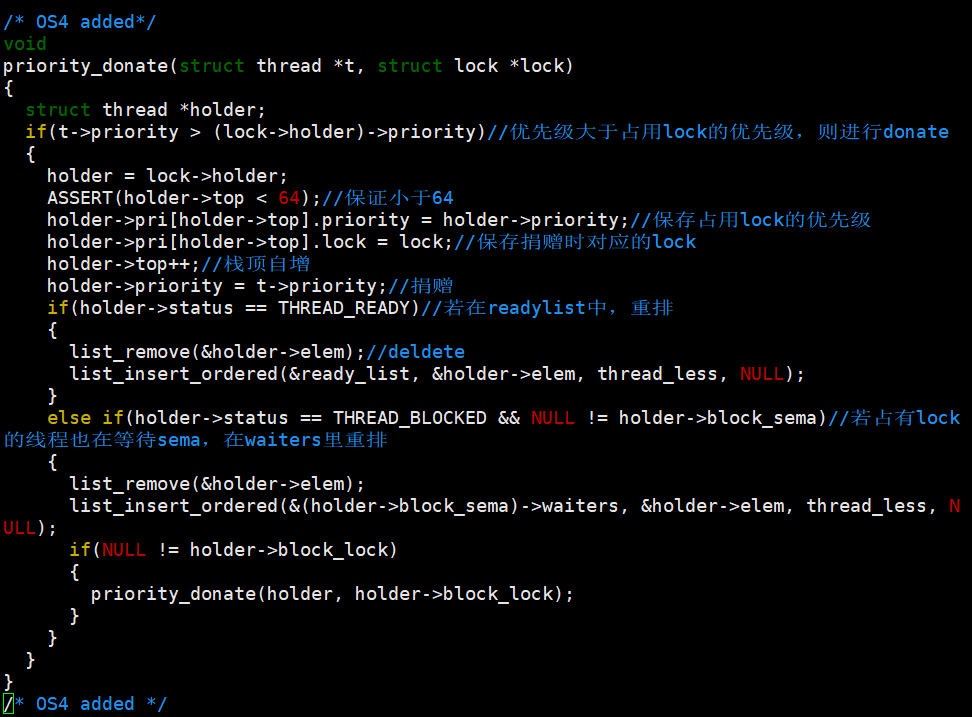 /* OS4 added*/
void
priority_donate(struct thread *t, struct lock *lock)
{
  struct thread *holder;
  if(t->priority > (lock->holder)->priority)//优先级大于占用lock的优先级，则进行donate
  {
    holder = lock->holder;
    ASSERT(holder->top < 64);//保证小于64
    holder->pri[holder->top].priority = holder->priority;//保存占用lock的优先级
    holder->pri[holder->top].lock = lock;//保存捐赠时对应的lock
    holder->top++;//栈顶自增
    holder->priority = t->priority;//捐赠
    if(holder->status == THREAD_READY)//若在readylist中，重排
    {
      list_remove(&holder->elem);//deldete
      list_insert_ordered(&ready_list, &holder->elem, thread_less, NULL);
    }
    else if(holder->status == THREAD_BLOCKED && NULL != holder->block_sema)//若占有lock
的线程也在等待sema，在waiters里重排
    {
      list_remove(&holder->elem);
      list_insert_ordered(&(holder->block_sema)->waiters, &holder->elem, thread_less, N
ULL);
      if(NULL != holder->block_lock)
      {
        priority_donate(holder, holder->block_lock);
      }
    }
  }
}
/* OS4 added */